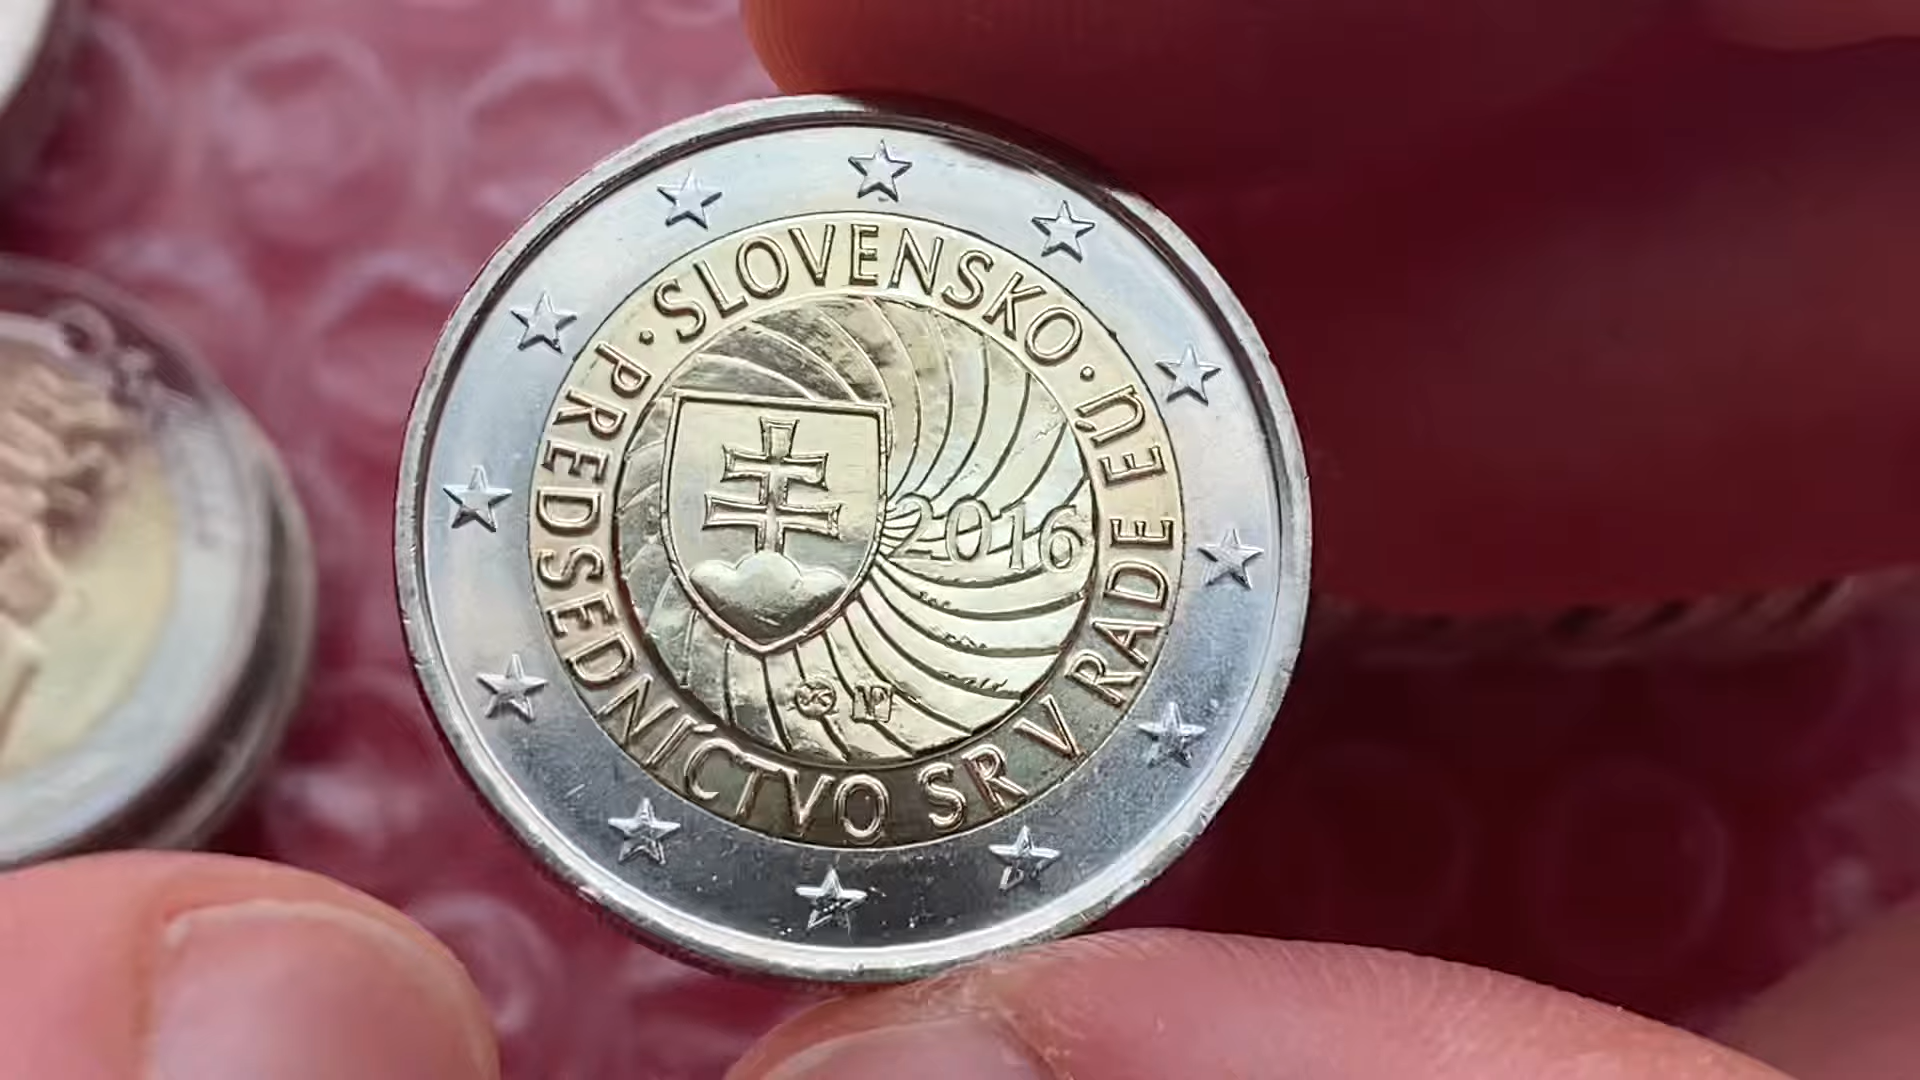 · SLOVENSKO ·
PREDSEDNÍCTVO SR V RADE EÚ
2016